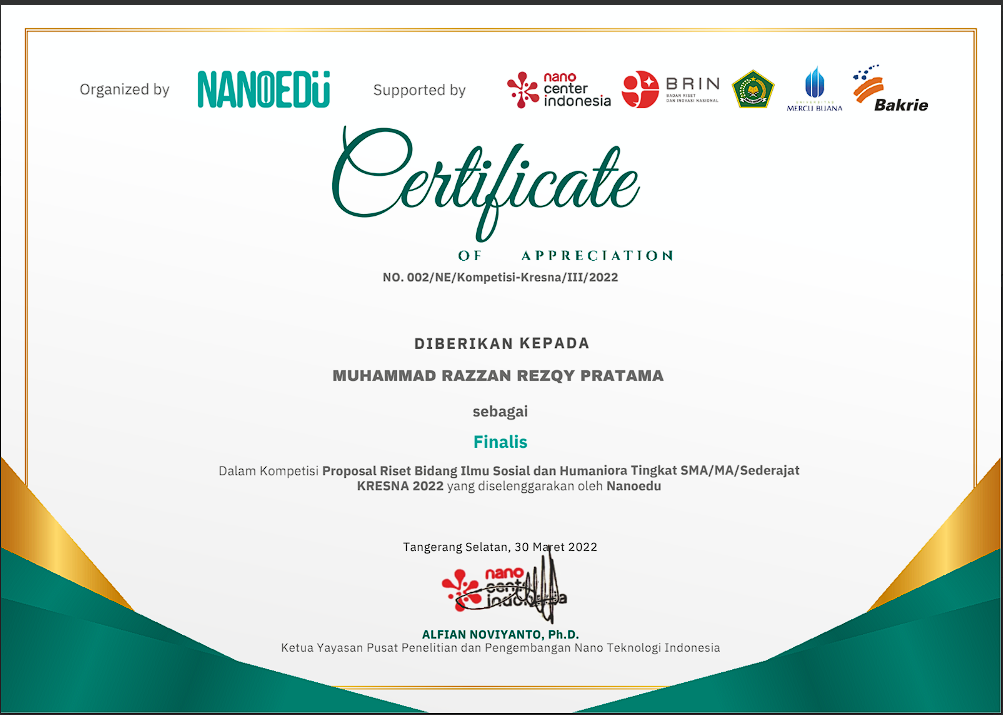 Organized by
NANOEDU
Supported by
nano
center
indonesia
BRIN
BADAN RISET
DAN INOVASI NASIONAL
UNIVERSITAS
MERCU BUANA
Bakrie
Certificate
OF APPRECIATION
NO. 002/NE/Kompetisi-Kresna/III/2022
DIBERIKAN KEPADA
MUHAMMAD RAZZAN REZQY PRATAMA
sebagai
Finalis
Dalam Kompetisi Proposal Riset Bidang Ilmu Sosial dan Humaniora Tingkat SMA/MA/Sederajat
KRESNA 2022 yang diselenggarakan oleh Nanoedu
Tangerang Selatan, 30 Maret 2022
nano
center
indonesia
ALFIAN NOVIYANTO, Ph.D.
Ketua Yayasan Pusat Penelitian dan Pengembangan Nano Teknologi Indonesia